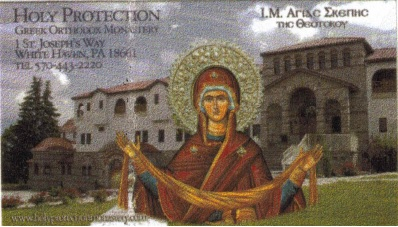 HOLY PROTECTION
GREEK ORTHODOX MONASTERY
1 ST. JOSEPH'S WAY
WHITE HAVEN, PA 18661
TEL 570-443-2220
Ι.Μ. ΑΓΙΑΣ ΣΚΕΠΗΣ
ΤΗΣ ΘΕΟΤΟΚΟΥ